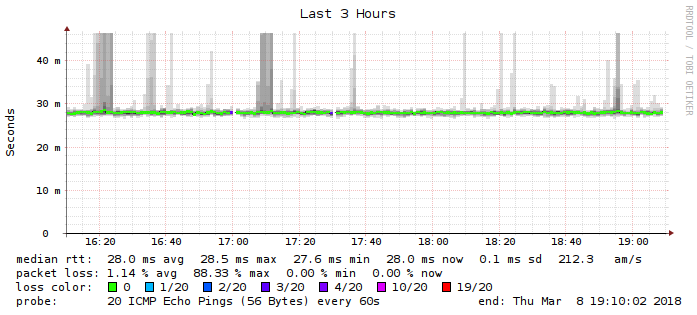 Last 3 Hours
RRDTOOL / TOBI OETIKER
Seconds
40 m
30 m
20 m
10 m
0
16:20 16:40 17:00 17:20 17:40 18:00 18:20 18:40 19:00
median rtt: 28.0 ms avg 28.5 ms max 27.6 ms min 28.0 ms now 0.1 ms sd 212.3 am/s
packet loss: 1.14 % avg 88.33 % max 0.00 % min 0.00 % now
loss color: 0 1/20 2/20 3/20 4/20 10/20 19/20
probe: 20 ICMP Echo Pings (56 Bytes) every 60s end: Thu Mar 8 19:10:02 2018